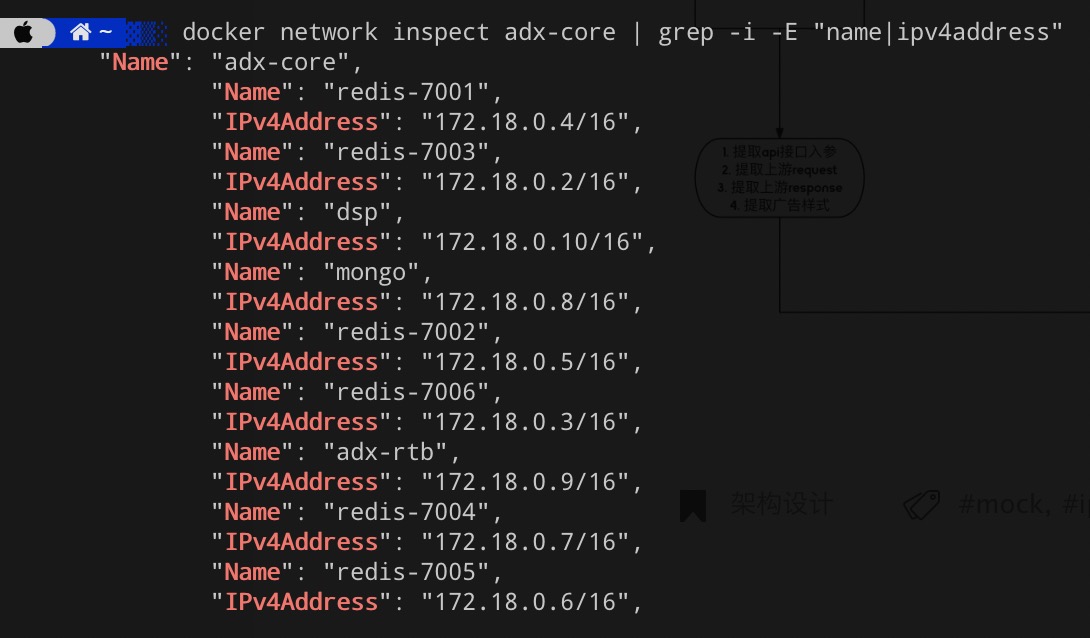 ~ docker network inspect adx-core | grep -i -E "name|ipv4address"
"Name": "adx-core",
"Name": "redis-7001",
"IPv4Address": "172.18.0.4/16",
"Name": "redis-7003",
"IPv4Address": "172.18.0.2/16",
"Name": "dsp",
"IPv4Address": "172.18.0.10/16",
"Name": "mongo",
"IPv4Address": "172.18.0.8/16",
"Name": "redis-7002",
"IPv4Address": "172.18.0.5/16",
"Name": "redis-7006",
"IPv4Address": "172.18.0.3/16",
"Name": "adx-rtb",
"IPv4Address": "172.18.0.9/16",
"Name": "redis-7004",
"IPv4Address": "172.18.0.7/16",
"Name": "redis-7005",
"IPv4Address": "172.18.0.6/16",
1. 提取api接口入参
2. 提取上游request
3. 提取上游response
4. 提取广告样式
架构设计
#mock,